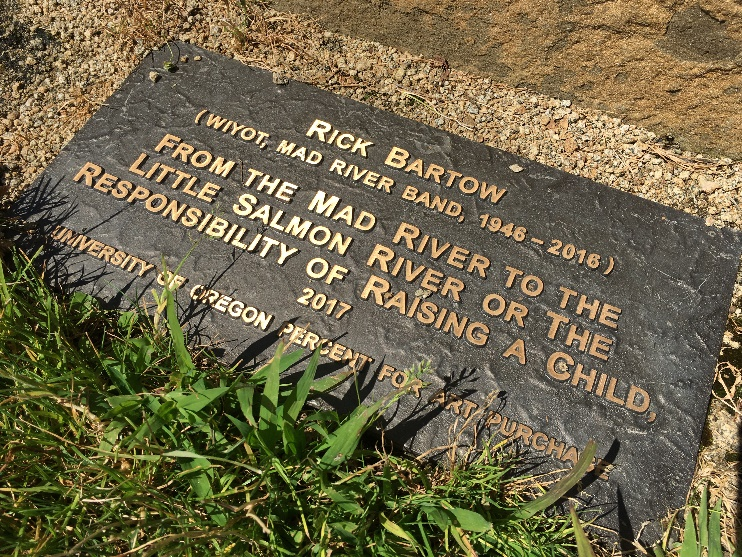 RICK BARTOW
(WIYOT, MAD RIVER BAND, 1946 – 2016)
FROM THE MAD RIVER TO THE
LITTLE SALMON RIVER OR THE
RESPONSIBILITY OF RAISING A CHILD,
2017
UNIVERSITY OF OREGON PERCENT FOR ART PURCHASE